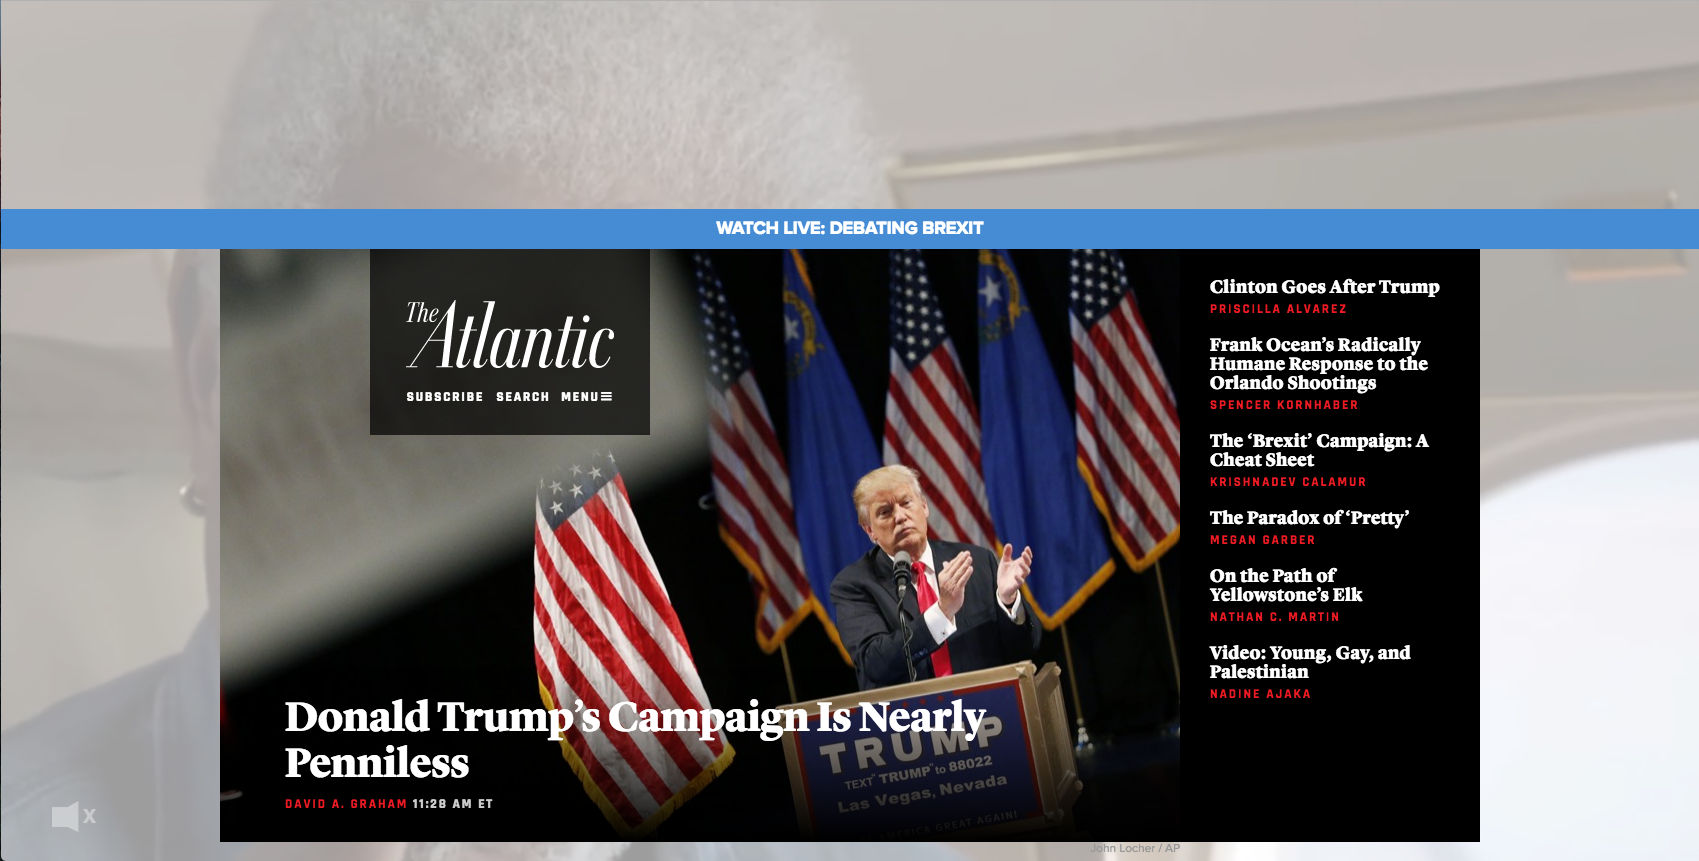 WATCH LIVE: DEBATING BREXIT
The Atlantic
SUBSCRIBE SEARCH MENU
Donald Trump’s Campaign Is Nearly
Penniless
DAVID A. GRAHAM 11:28 AM ET
TRUMP
TEXT "TRUMP" to 88022
Las Vegas, Nevada
AMERICA GREAT AGAIN!
John Locher / AP
Clinton Goes After Trump
PRISCILLA ALVAREZ
Frank Ocean’s Radically
Humane Response to the
Orlando Shootings
SPENCER KORNHABER
The ‘Brexit’ Campaign: A
Cheat Sheet
KRISHNADEV CALAMUR
The Paradox of ‘Pretty’
MEGAN GARBER
On the Path of
Yellowstone’s Elk
NATHAN C. MARTIN
Video: Young, Gay, and
Palestinian
NADINE AJAKA
X